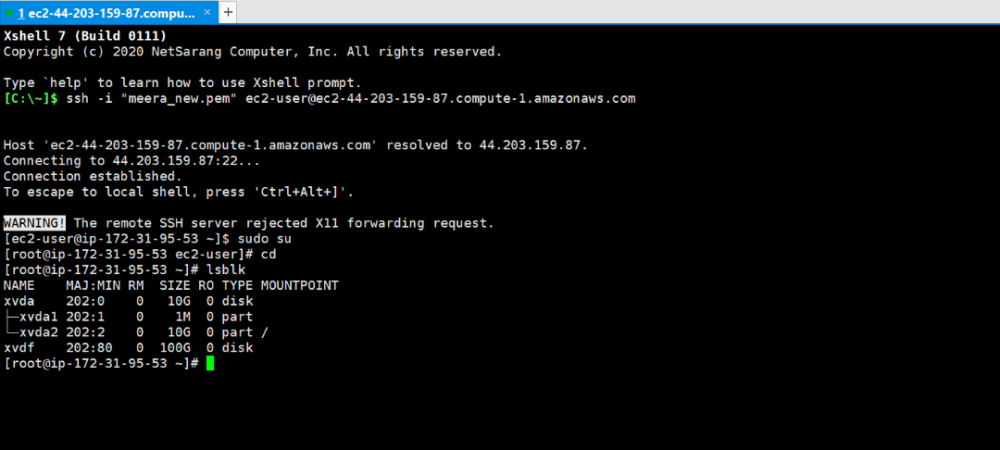 1 ec2-44-203-159-87.compu... × +
Xshell 7 (Build 0111)
Copyright (c) 2020 NetSarang Computer, Inc. All rights reserved.
Type `help' to learn how to use Xshell prompt.
[C:\~]$ ssh -i "meera_new.pem" ec2-user@ec2-44-203-159-87.compute-1.amazonaws.com
Host 'ec2-44-203-159-87.compute-1.amazonaws.com' resolved to 44.203.159.87.
Connecting to 44.203.159.87:22...
Connection established.
To escape to local shell, press 'Ctrl+Alt+]'.
WARNING! The remote SSH server rejected X11 forwarding request.
[ec2-user@ip-172-31-95-53 ~]$ sudo su
[root@ip-172-31-95-53 ec2-user]# cd
[root@ip-172-31-95-53 ~]# lsblk
NAME    MAJ:MIN RM  SIZE RO TYPE MOUNTPOINT
xvda    202:0    0   10G  0 disk
├─xvda1 202:1    0    1M  0 part
└─xvda2 202:2    0   10G  0 part /
xvdf    202:80   0  100G  0 disk
[root@ip-172-31-95-53 ~]#